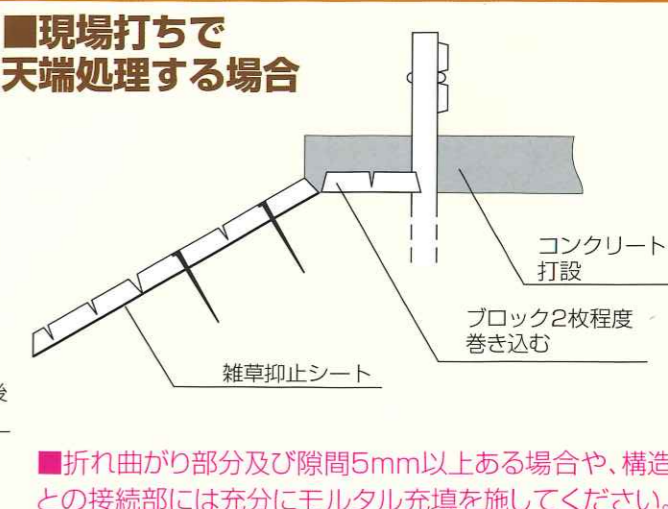 ■現場打ちで
天端処理する場合
コンクリート
打設
ブロック2枚程度
巻き込む
雑草抑止シート
後
■折れ曲がり部分及び隙間5mm以上ある場合や、構造
との接続部には充分にモルタル充填を施してください。